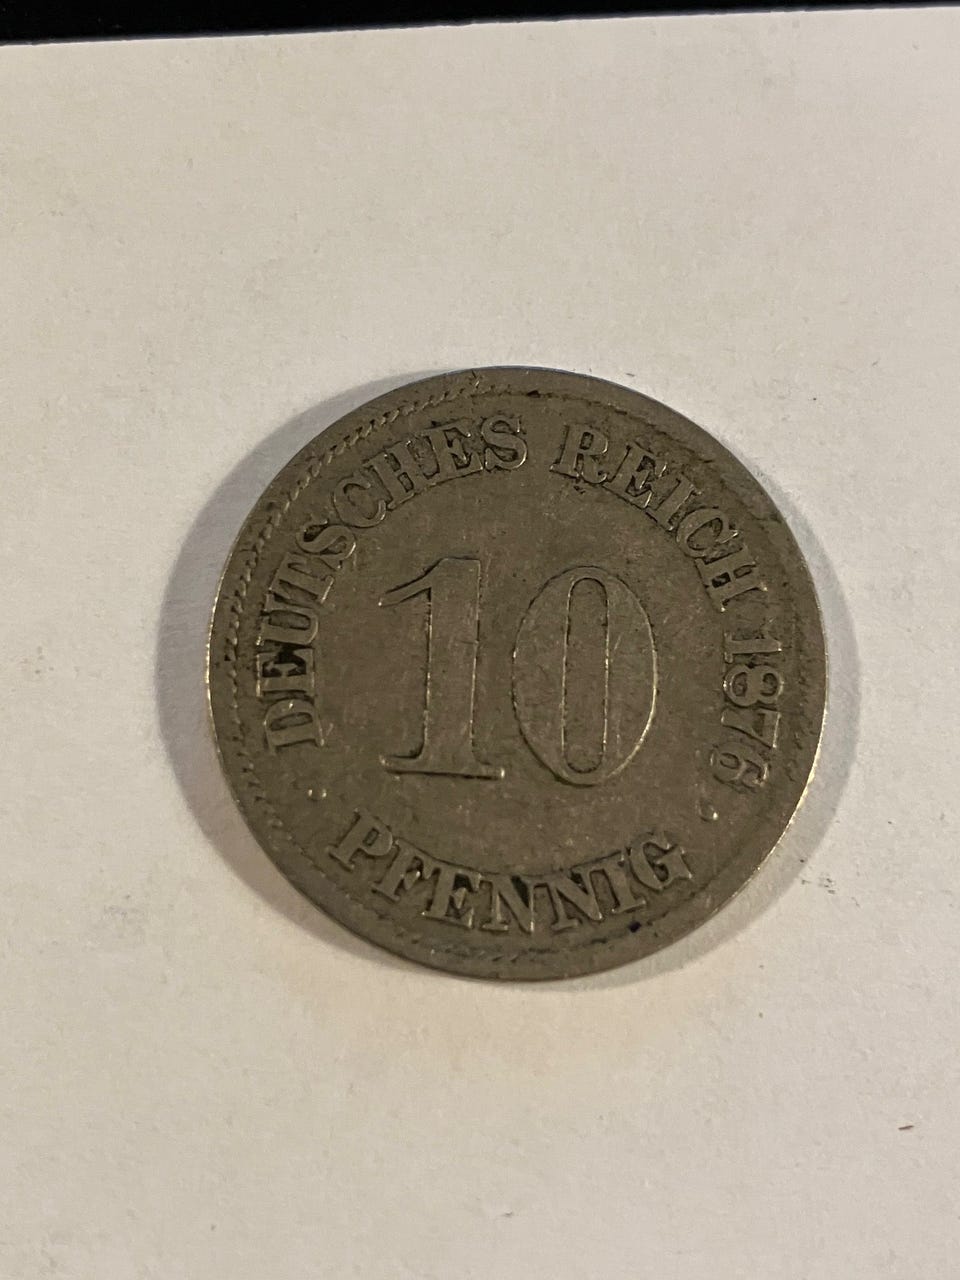 DEUTSCHES REICH 1876
10
PFENNIG